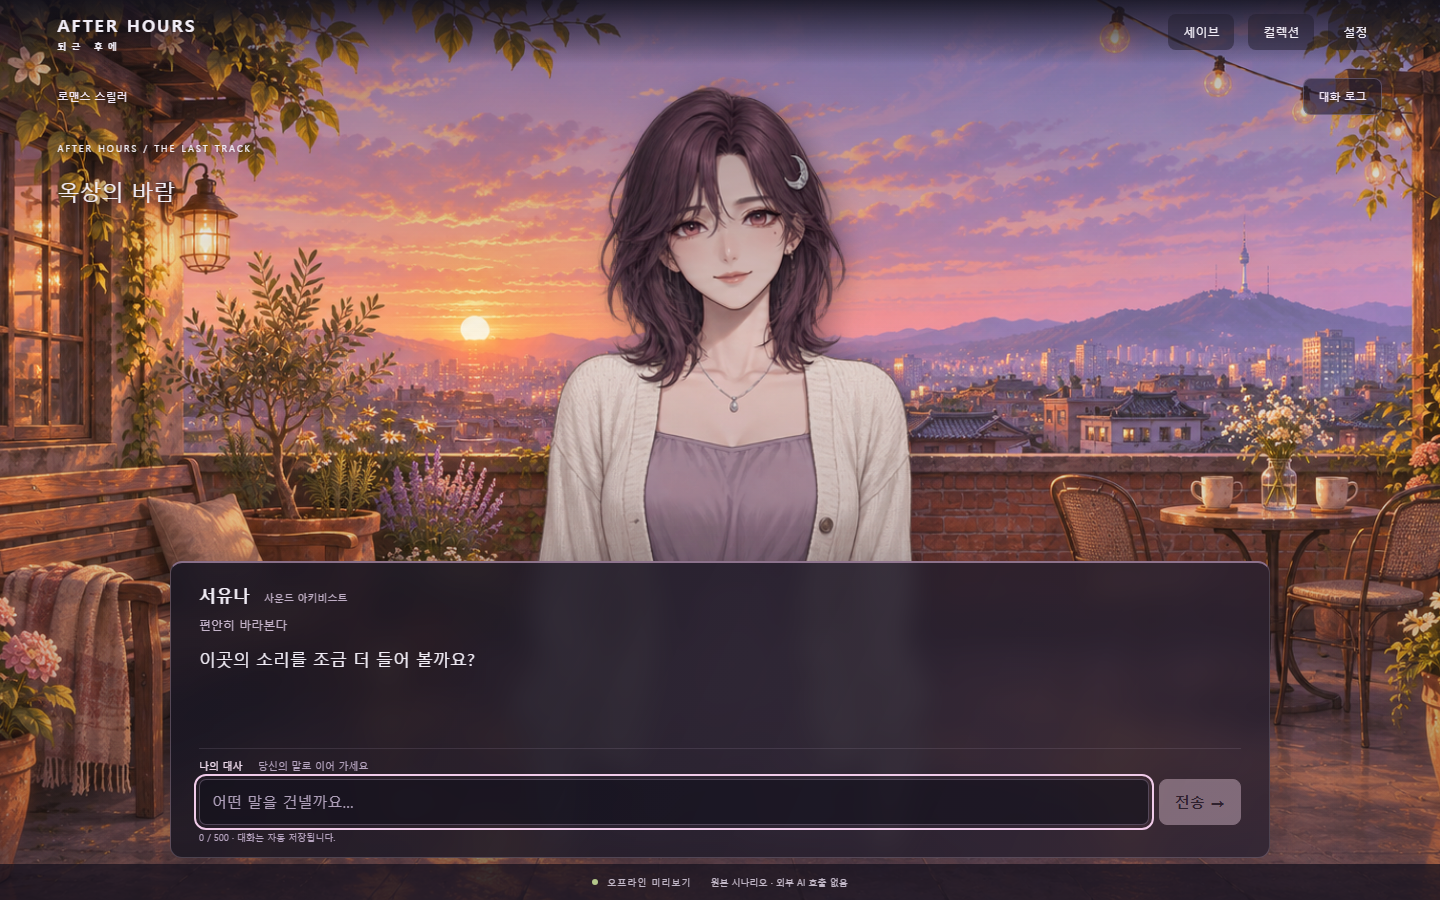 AFTER HOURS
퇴근 후에
세이브
컬렉션
설정
로맨스 스릴러
대화 로그
AFTER HOURS / THE LAST TRACK
옥상의 바람
서유나 사운드 아키비스트
편안히 바라본다
이곳의 소리를 조금 더 들어 볼까요?
나의 대사 당신의 말로 이어 가세요
어떤 말을 건넬까요...
전송 →
0 / 500 · 대화는 자동 저장됩니다.
오프라인 미리보기 원본 시나리오 · 외부 AI 호출 없음